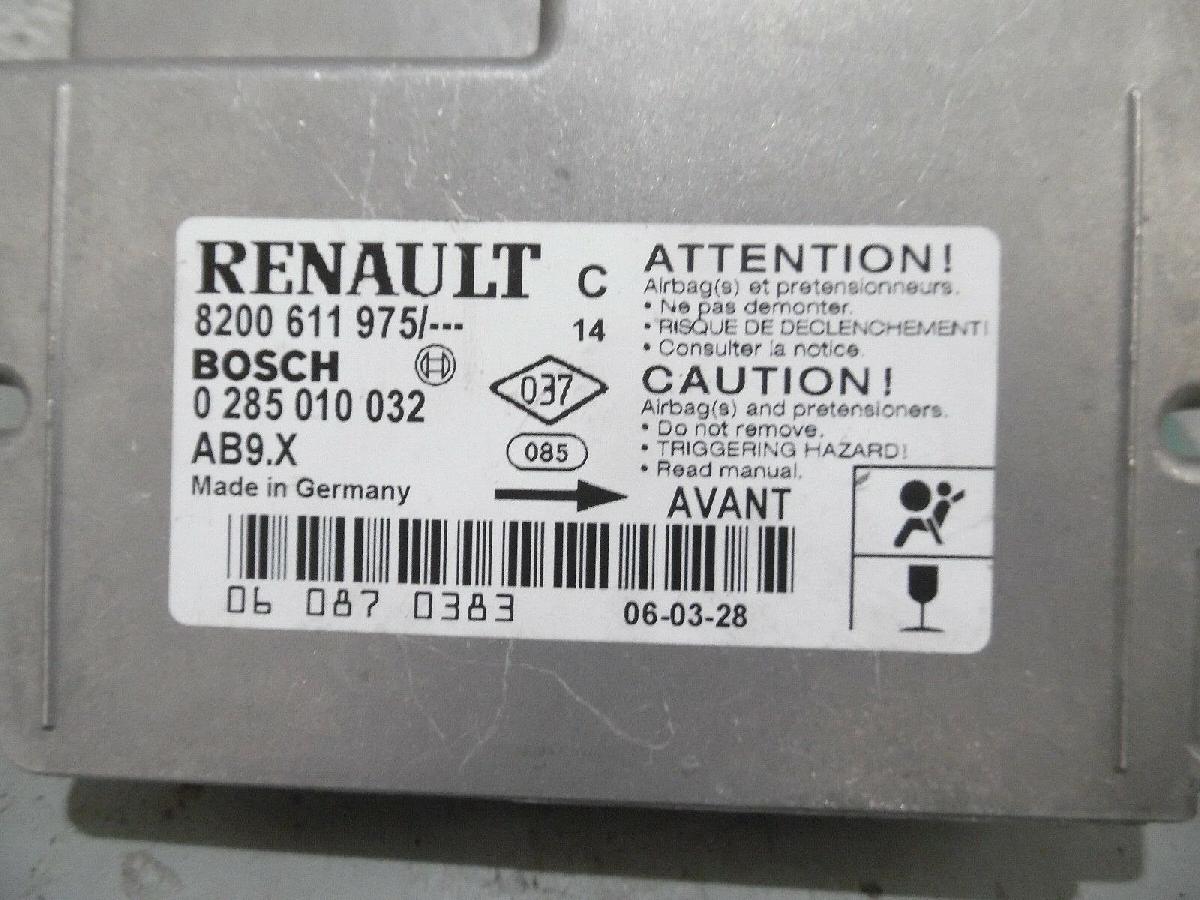 RENAULT C
8200 611 975/--- 14
BOSCH
0 285 010 032
037
AB9.X
085
Made in Germany
ATTENTION!
Airbag(s) et pretensionneurs.
• Ne pas demonter.
• RISQUE DE DECLENCHEMENT!
• Consulter la notice.
CAUTION!
Airbag(s) and pretensioners.
• Do not remove.
• TRIGGERING HAZARD!
• Read manual.
AVANT
06 087 0383 06-03-28